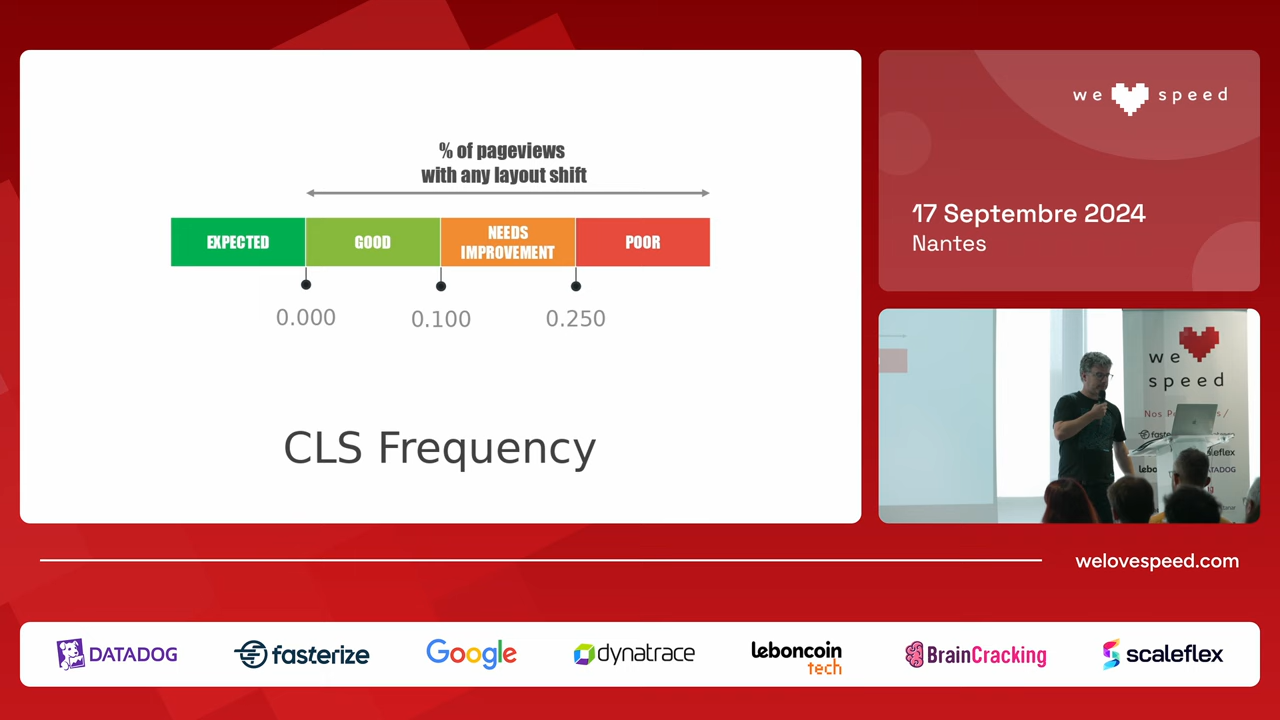 % of pageviews
with any layout shift
EXPECTED
GOOD
NEEDS
IMPROVEMENT
POOR
0.000
0.100
0.250
CLS Frequency
we speed
17 Septembre 2024
Nantes
we
speed
Nos
welovespeed.com
DATADOG
fasterize
Google
dynatrace
leboncoin
tech
BrainCracking
scaleflex